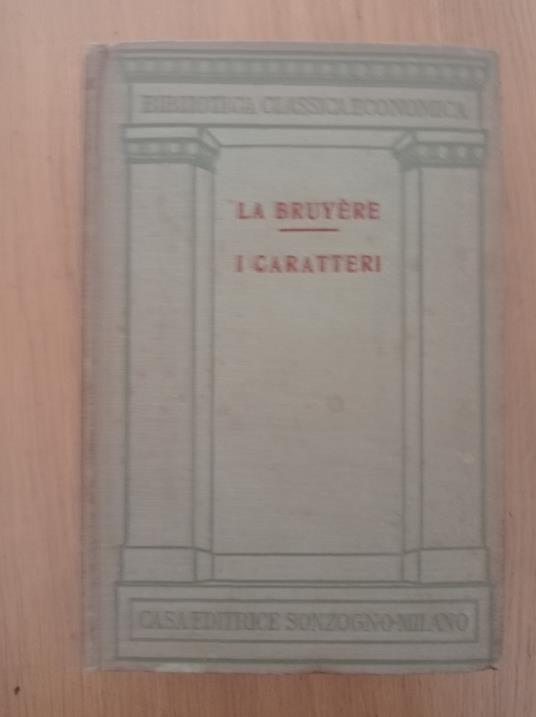 BIBLIOTECA CLASSICA ECONOMICA
LA BRUYÈRE
I CARATTERI
CASA EDITRICE SONZOGNO-MILANO